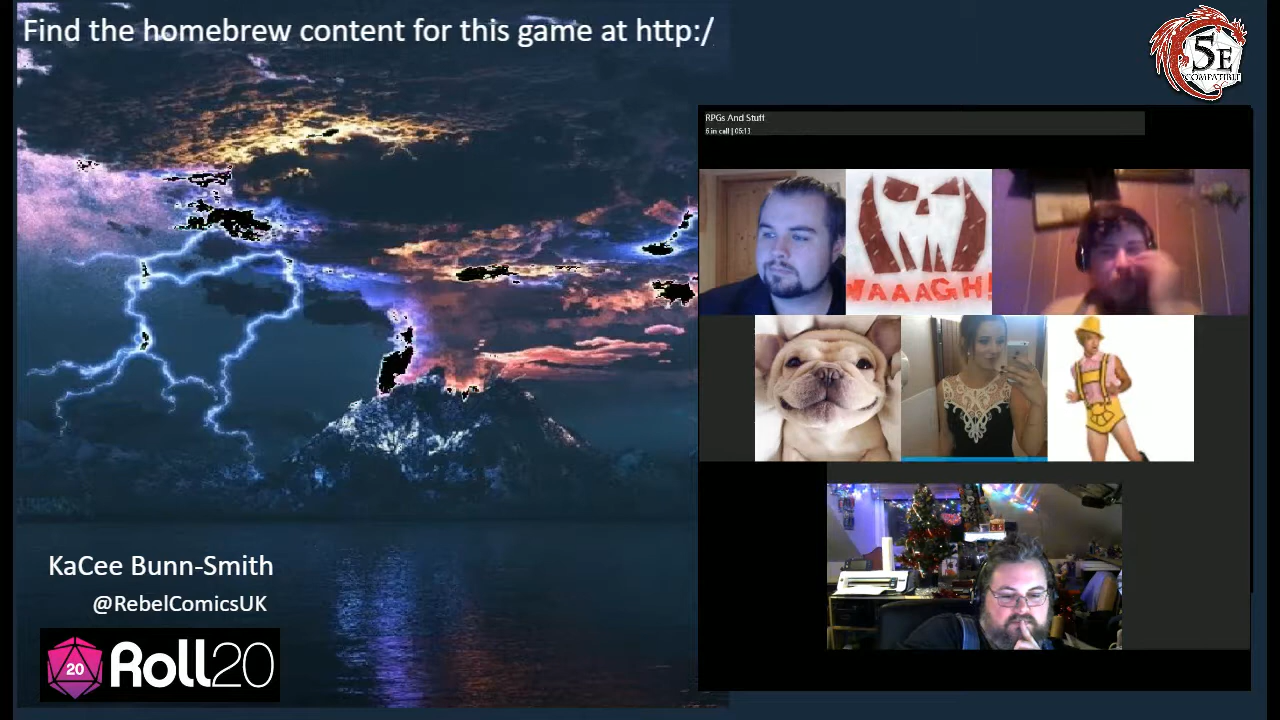 Find the homebrew content for this game at http:/
5E
COMPATIBLE
RPGs And Stuff
6 in call | 05:11
WAAAGH!
KaCee Bunn-Smith
@RebelComicsUK
20
Roll20